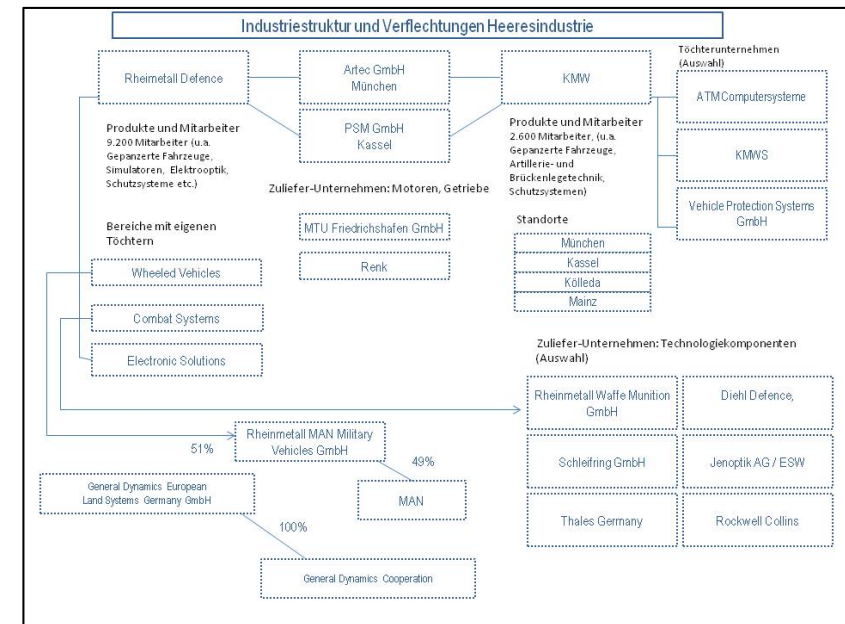 Industriestruktur und Verflechtungen Heeresindustrie
Rheimetall Defence
Artec GmbH
München
KMW
Töchterunternehmen
(Auswahl)
ATM Computersysteme
PSM GmbH
Kassel
Produkte und Mitarbeiter
9.200 Mitarbeiter (u.a.
Gepanzerte Fahrzeuge,
Simulatoren, Elektrooptik,
Schutzsysteme etc.)
Produkte und Mitarbeiter
2.600 Mitarbeiter, (u.a.
Gepanzerte Fahrzeuge,
Artillerie- und
Brückenlegetechnik,
Schutzsystemen)
KMWS
Vehicle Protection Systems
GmbH
Zuliefer-Unternehmen: Motoren, Getriebe
MTU Friedrichshafen GmbH
Renk
Standorte
München
Kassel
Kölleda
Mainz
Bereiche mit eigenen
Töchtern
Wheeled Vehicles
Combat Systems
Electronic Solutions
Zuliefer-Unternehmen: Technologiekomponenten
(Auswahl)
Rheinmetall Waffe Munition
GmbH
Diehl Defence,
Schleifring GmbH
Jenoptik AG / ESW
Thales Germany
Rockwell Collins
51%
Rheinmetall MAN Military
Vehicles GmbH
49%
MAN
General Dynamics European
Land Systems Germany GmbH
100%
General Dynamics Cooperation